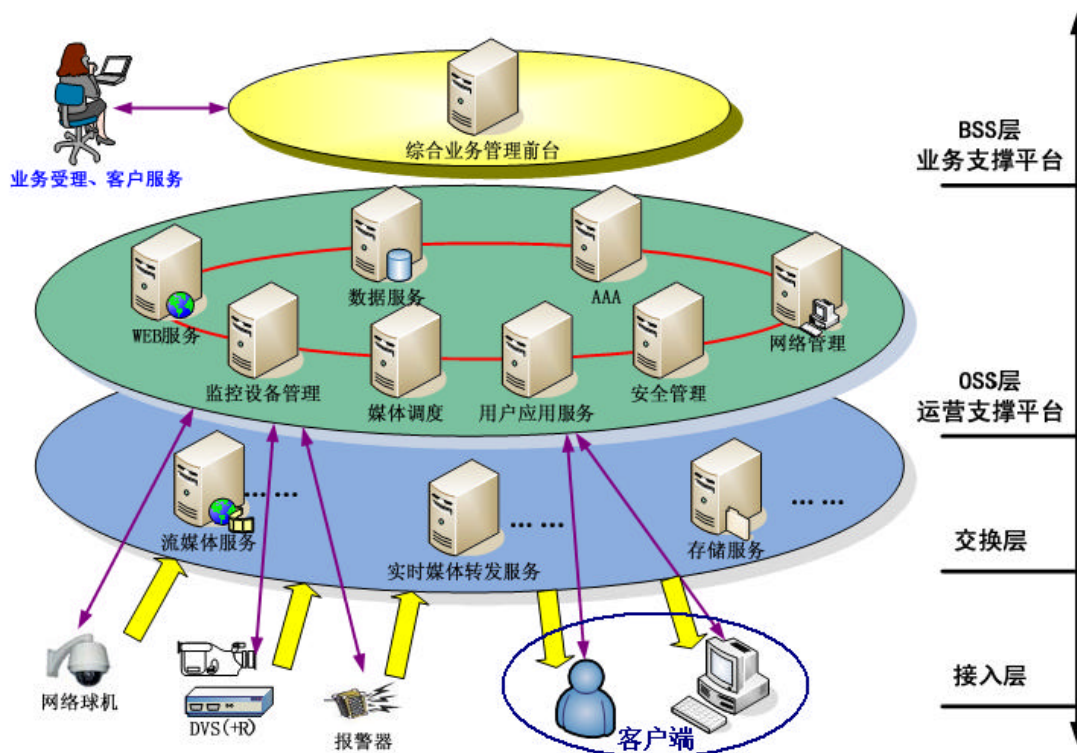 综合业务管理前台
业务受理、客户服务
BSS层
业务支撑平台
数据服务
AAA
WEB服务
网络管理
监控设备管理
媒体调度
用户应用服务
安全管理
OSS层
运营支撑平台
流媒体服务
……
实时媒体转发服务
……
存储服务
……
交换层
网络球机
DVS(+R)
报警器
客户端
接入层